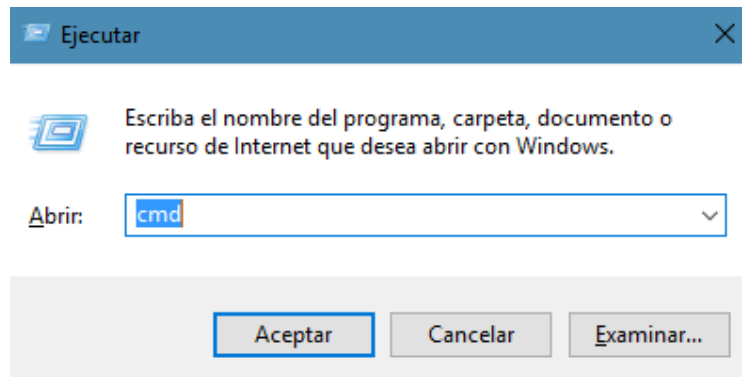 Ejecutar
Escriba el nombre del programa, carpeta, documento o
recurso de Internet que desea abrir con Windows.
Abrir: cmd
Aceptar Cancelar Examinar...